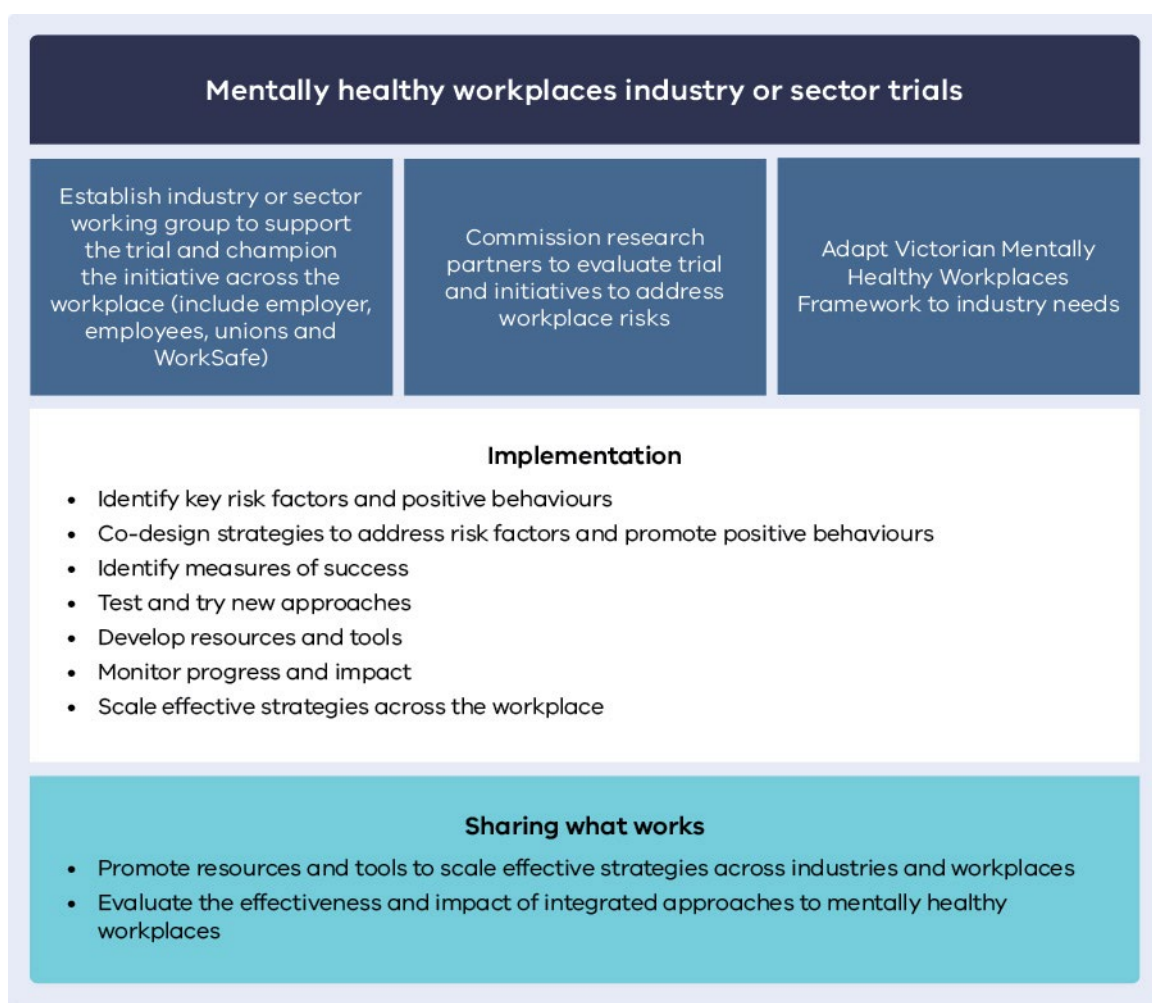 Mentally healthy workplaces industry or sector trials
Establish industry or sector
working group to support
the trial and champion
the initiative across the
workplace (include employer,
employees, unions and
WorkSafe)
Commission research
partners to evaluate trial
and initiatives to address
workplace risks
Adapt Victorian Mentally
Healthy Workplaces
Framework to industry needs
Implementation
• Identify key risk factors and positive behaviours
• Co-design strategies to address risk factors and promote positive behaviours
• Identify measures of success
• Test and try new approaches
• Develop resources and tools
• Monitor progress and impact
• Scale effective strategies across the workplace
Sharing what works
• Promote resources and tools to scale effective strategies across industries and workplaces
• Evaluate the effectiveness and impact of integrated approaches to mentally healthy
workplaces